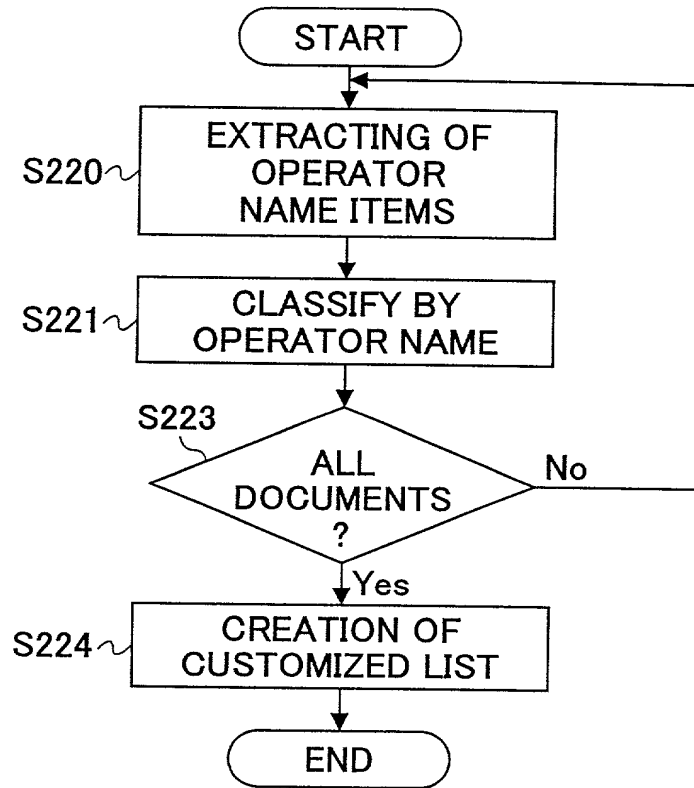 START
S220
EXTRACTING OF
OPERATOR
NAME ITEMS
S221
CLASSIFY BY
OPERATOR NAME
S223
ALL
DOCUMENTS
?
No
Yes
S224
CREATION OF
CUSTOMIZED LIST
END